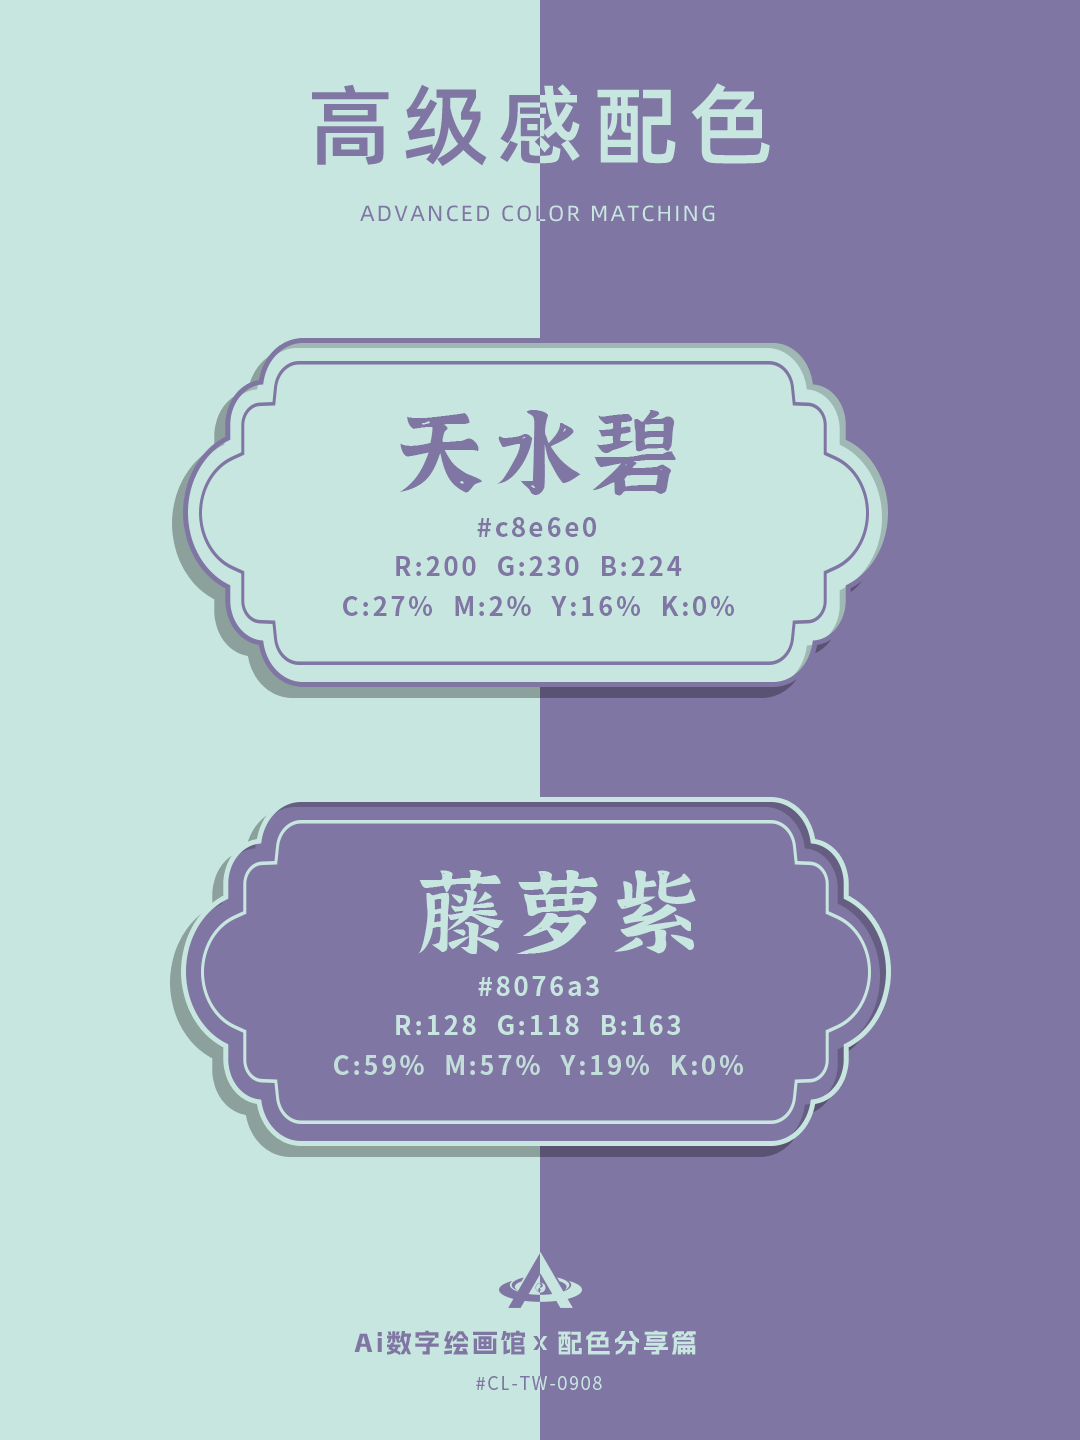 高级感配色
ADVANCED COLOR MATCHING
天水碧
#c8e6e0
R:200 G:230 B:224
C:27% M:2% Y:16% K:0%
藤萝紫
#8076a3
R:128 G:118 B:163
C:59% M:57% Y:19% K:0%
Ai数字绘画馆 x 配色分享篇
#CL-TW-0908